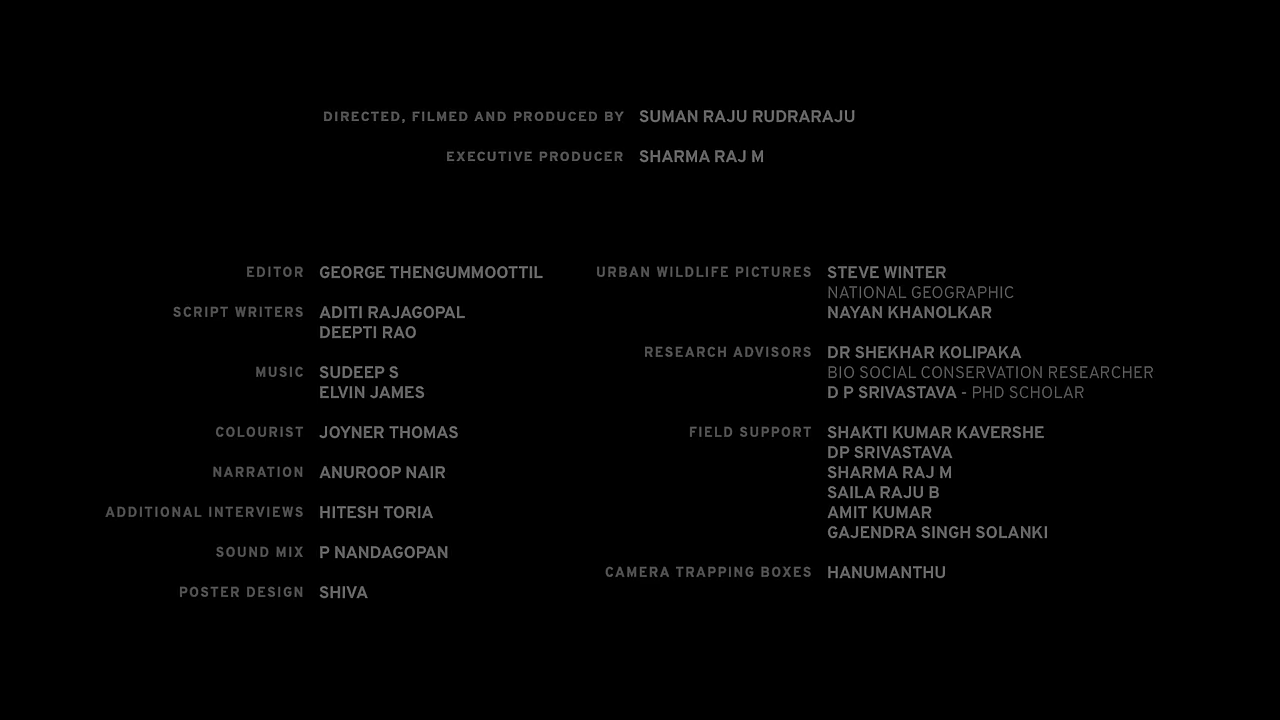 DIRECTED, FILMED AND PRODUCED BY SUMAN RAJU RUDRARAJU
EXECUTIVE PRODUCER SHARMA RAJ M
EDITOR GEORGE THENGUMMOOTTIL
SCRIPT WRITERS ADITI RAJAGOPAL
DEEPTI RAO
MUSIC SUDEEP S
ELVIN JAMES
COLOURIST JOYNER THOMAS
NARRATION ANUROOP NAIR
ADDITIONAL INTERVIEWS HITESH TORIA
SOUND MIX P NANDAGOPAN
POSTER DESIGN SHIVA
URBAN WILDLIFE PICTURES STEVE WINTER
NATIONAL GEOGRAPHIC
NAYAN KHANOLKAR
RESEARCH ADVISORS DR SHEKHAR KOLIPAKA
BIO SOCIAL CONSERVATION RESEARCHER
D P SRIVASTAVA - PHD SCHOLAR
FIELD SUPPORT SHAKTI KUMAR KAVERSHE
DP SRIVASTAVA
SHARMA RAJ M
SAILA RAJU B
AMIT KUMAR
GAJENDRA SINGH SOLANKI
CAMERA TRAPPING BOXES HANUMANTHU